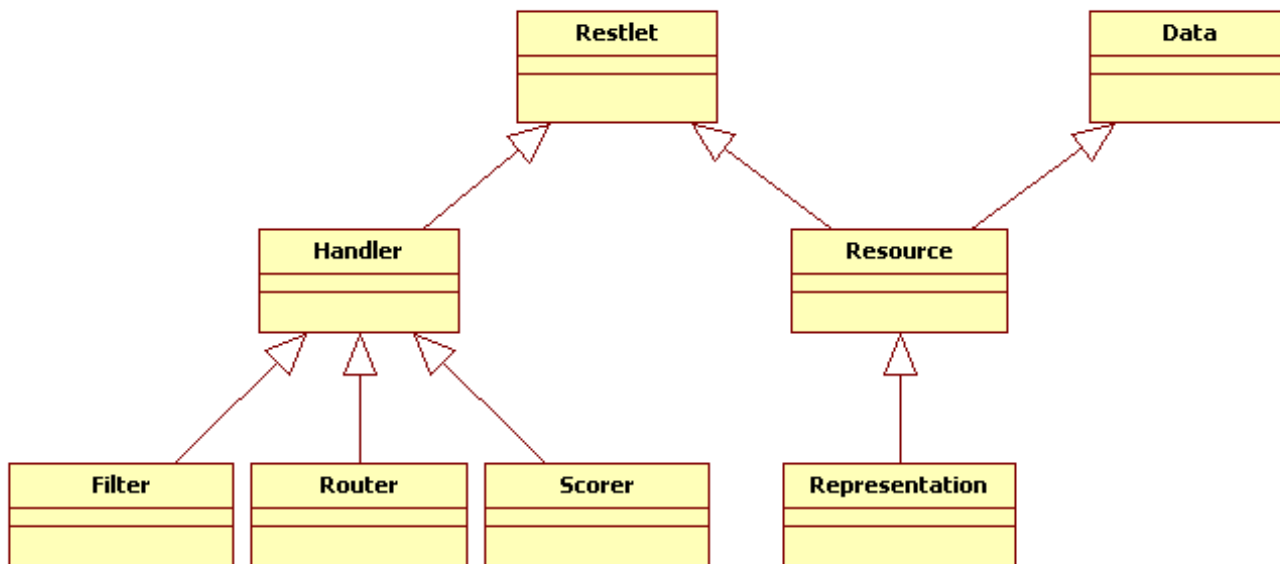 Restlet
Data
Handler
Resource
Filter
Router
Scorer
Representation